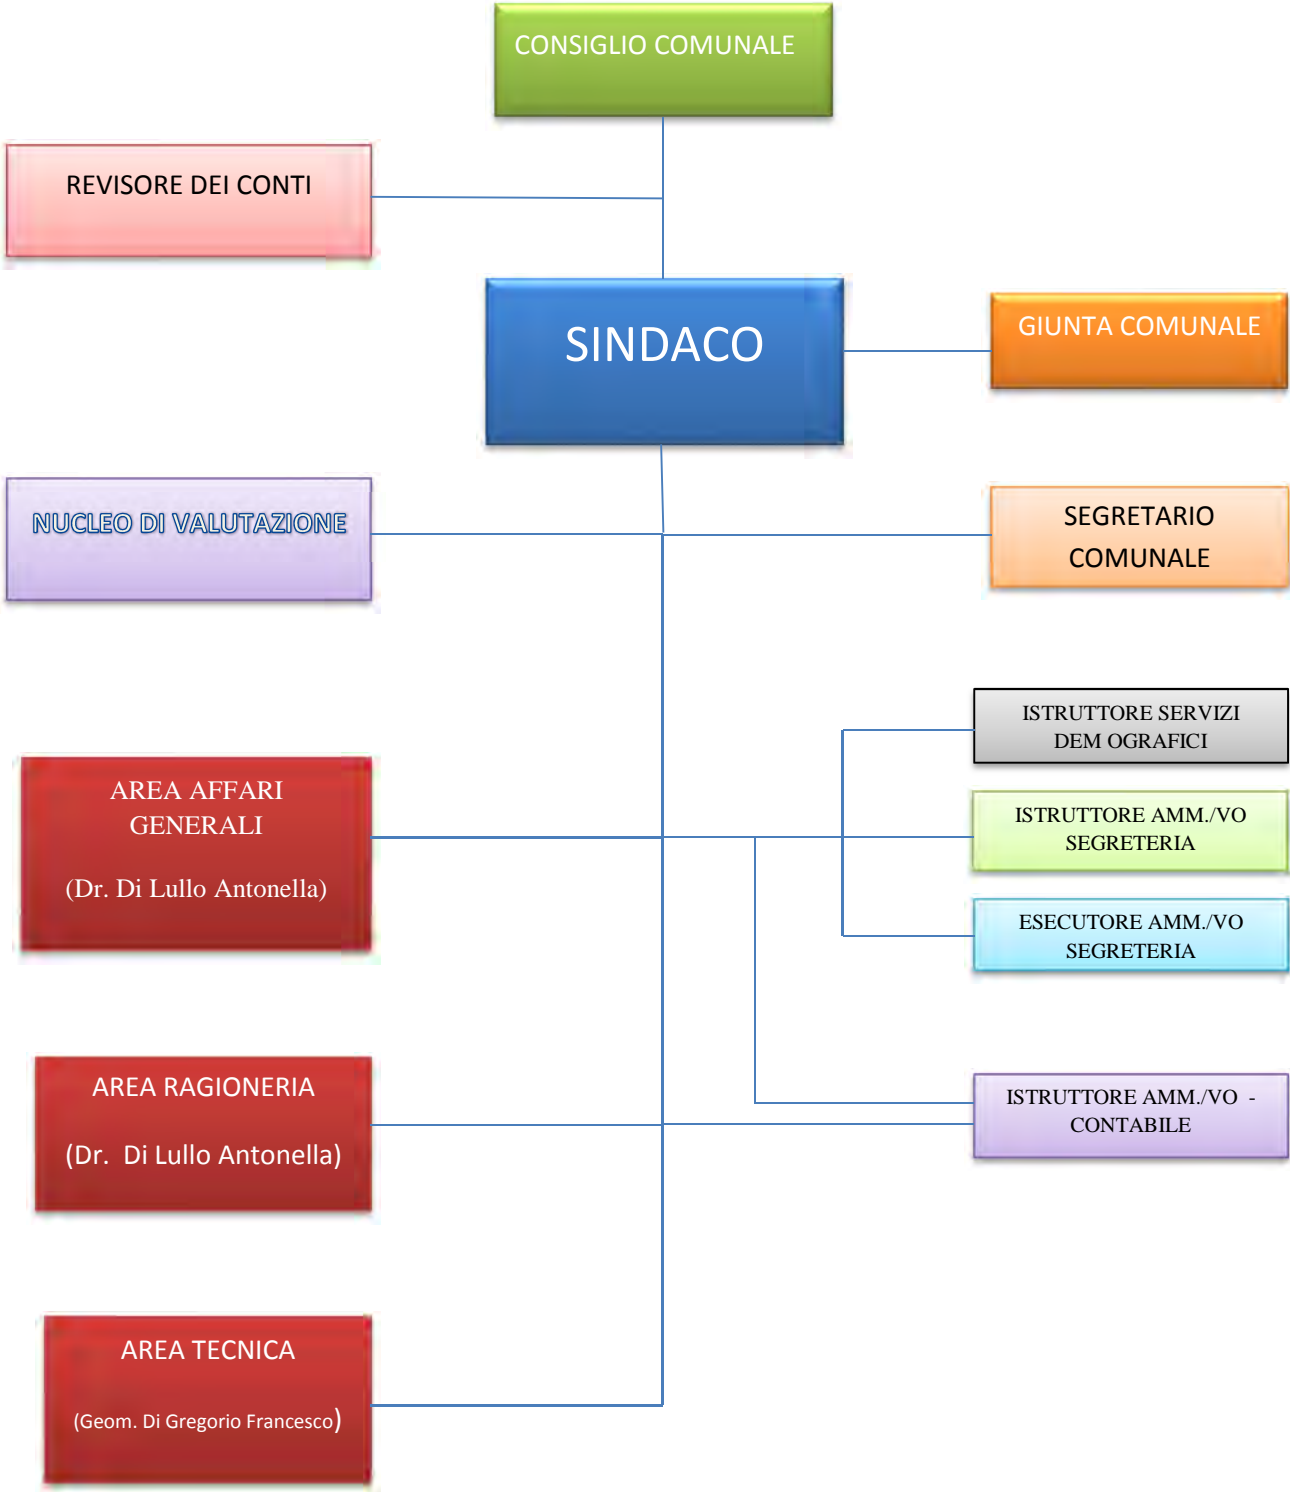 CONSIGLIO COMUNALE
REVISORE DEI CONTI
SINDACO
GIUNTA COMUNALE
NUCLEO DI VALUTAZIONE
SEGRETARIO
COMUNALE
ISTRUTTORE SERVIZI
DEM OGRAFICI
AREA AFFARI
GENERALI
(Dr. Di Lullo Antonella)
ISTRUTTORE AMM./VO
SEGRETERIA
ESECUTORE AMM./VO
SEGRETERIA
AREA RAGIONERIA
(Dr.  Di Lullo Antonella)
ISTRUTTORE AMM./VO  -
CONTABILE
AREA TECNICA
(Geom. Di Gregorio Francesco)